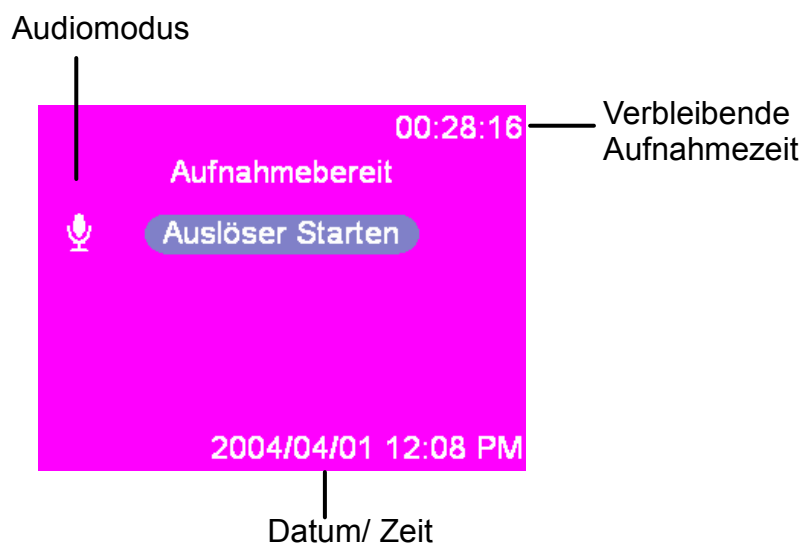 Audiomodus
00:28:16
Verbleibende
Aufnahmezeit
Aufnahmebereit
Auslöser Starten
2004/04/01 12:08 PM
Datum/ Zeit